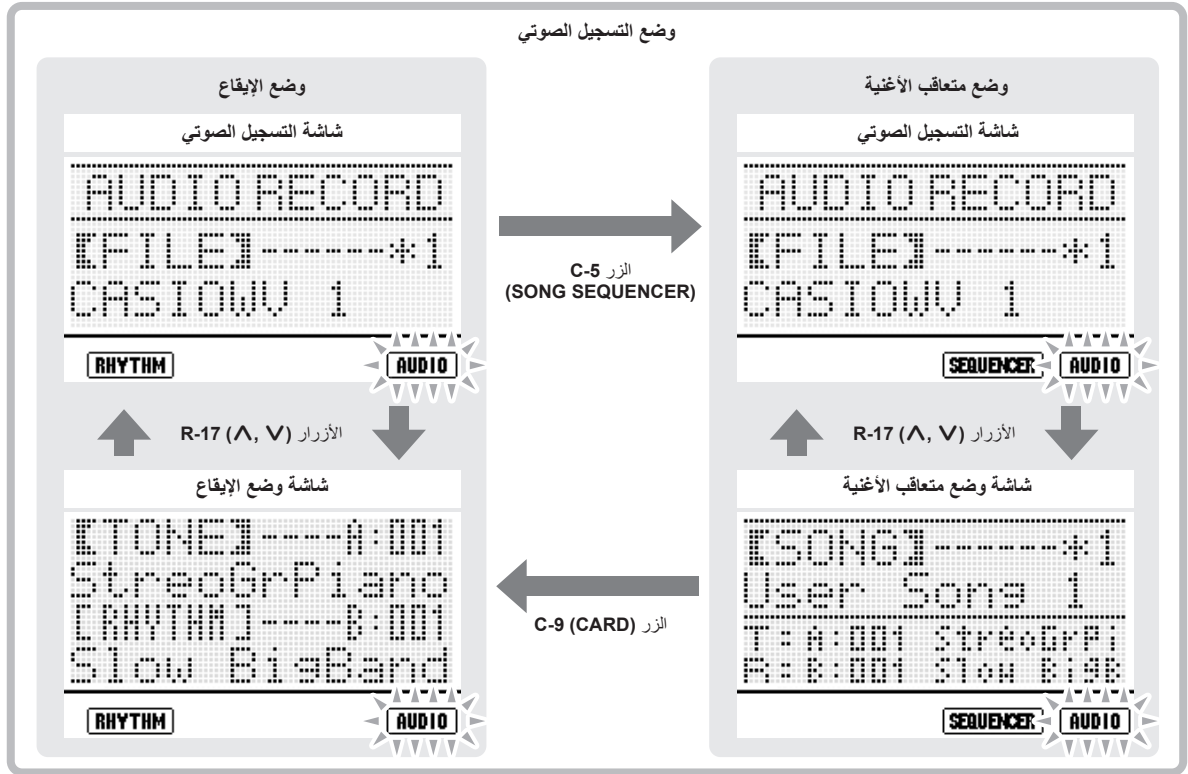 وضع التسجيل الصوتي
وضع متعاقب الأغنية
شاشة التسجيل الصوتي
AUDIO RECORD
【FILE】-----:*1
CASIOWV 1
SEQUENCER
AUDIO
الأزرار R-17 (∧, ∨)
شاشة وضع متعاقب الأغنية
【SONG】-----:*1
User Song 1
T:A:001 StreoGrPi
R:B:001 Slow BigB
SEQUENCER
AUDIO
الزر C-5
(SONG SEQUENCER)
الزر C-9 (CARD)
وضع الإيقاع
شاشة التسجيل الصوتي
AUDIO RECORD
【FILE】-----:*1
CASIOWV 1
RHYTHM
AUDIO
الأزرار R-17 (∧, ∨)
شاشة وضع الإيقاع
【TONE】----A:001
StreoGrPiano
[RHYTHM]----B:001
Slow BigBand
RHYTHM
AUDIO